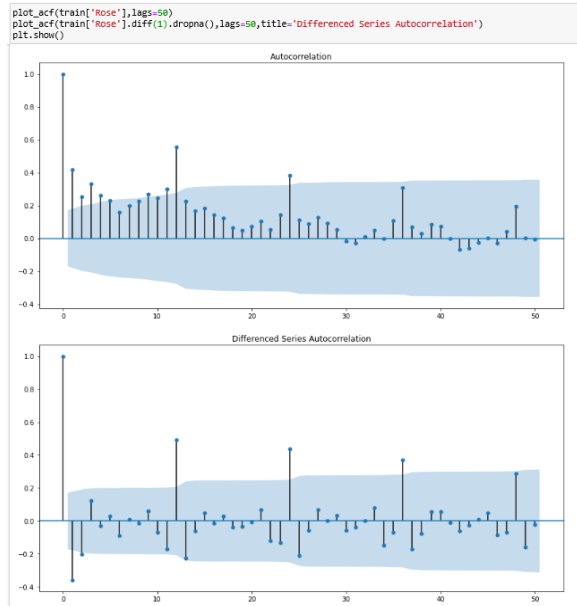 plot_acf(train['Rose'],lags=50)
plot_acf(train['Rose'].diff(1).dropna(),lags=50,title='Differenced Series Autocorrelation')
plt.show()
Autocorrelation
1.0
0.8
0.6
0.4
0.2
0.0
−0.2
−0.4
0 10 20 30 40 50
Differenced Series Autocorrelation
1.0
0.8
0.6
0.4
0.2
0.0
−0.2
−0.4
0 10 20 30 40 50